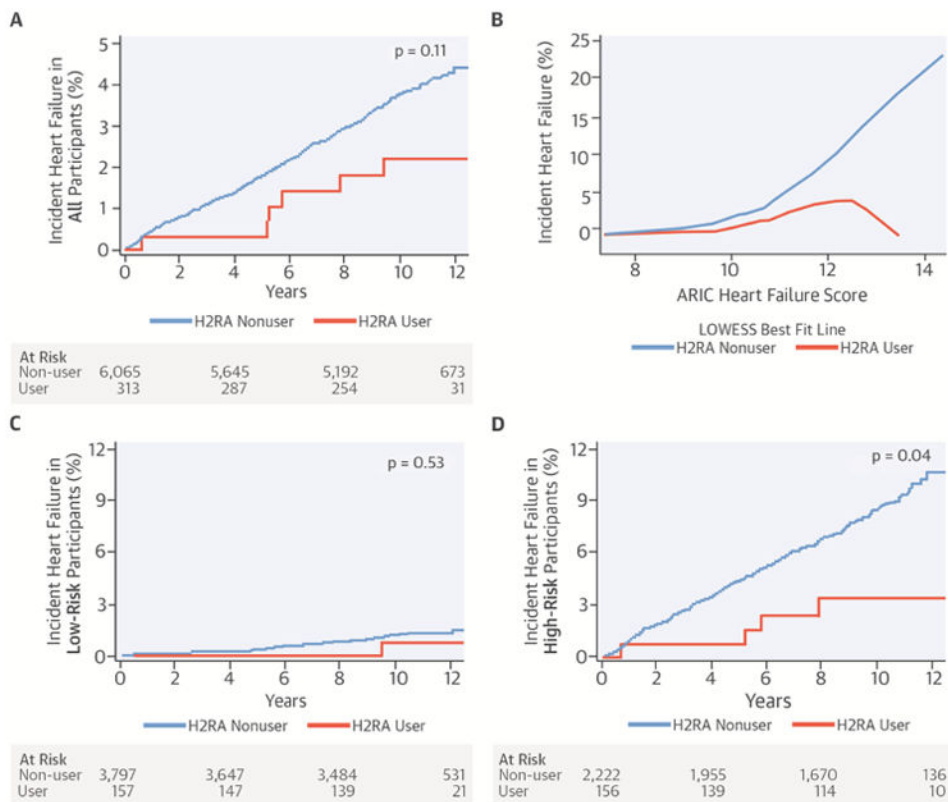 A
Incident Heart Failure in
All Participants (%)
5
4
3
2
1
0
p = 0.11
0 2 4 6 8 10 12
Years
H2RA Nonuser H2RA User
At Risk
Non-user 6,065 5,645 5,192 673
User 313 287 254 31
B
Incident Heart Failure (%)
25
20
15
10
5
0
8 10 12 14
ARIC Heart Failure Score
LOWESS Best Fit Line
H2RA Nonuser H2RA User
C
Incident Heart Failure in
Low-Risk Participants (%)
12
9
6
3
0
p = 0.53
0 2 4 6 8 10 12
Years
H2RA Nonuser H2RA User
At Risk
Non-user 3,797 3,647 3,484 531
User 157 147 139 21
D
Incident Heart Failure in
High-Risk Participants (%)
12
9
6
3
0
p = 0.04
0 2 4 6 8 10 12
Years
H2RA Nonuser H2RA User
At Risk
Non-user 2,222 1,955 1,670 136
User 156 139 114 10